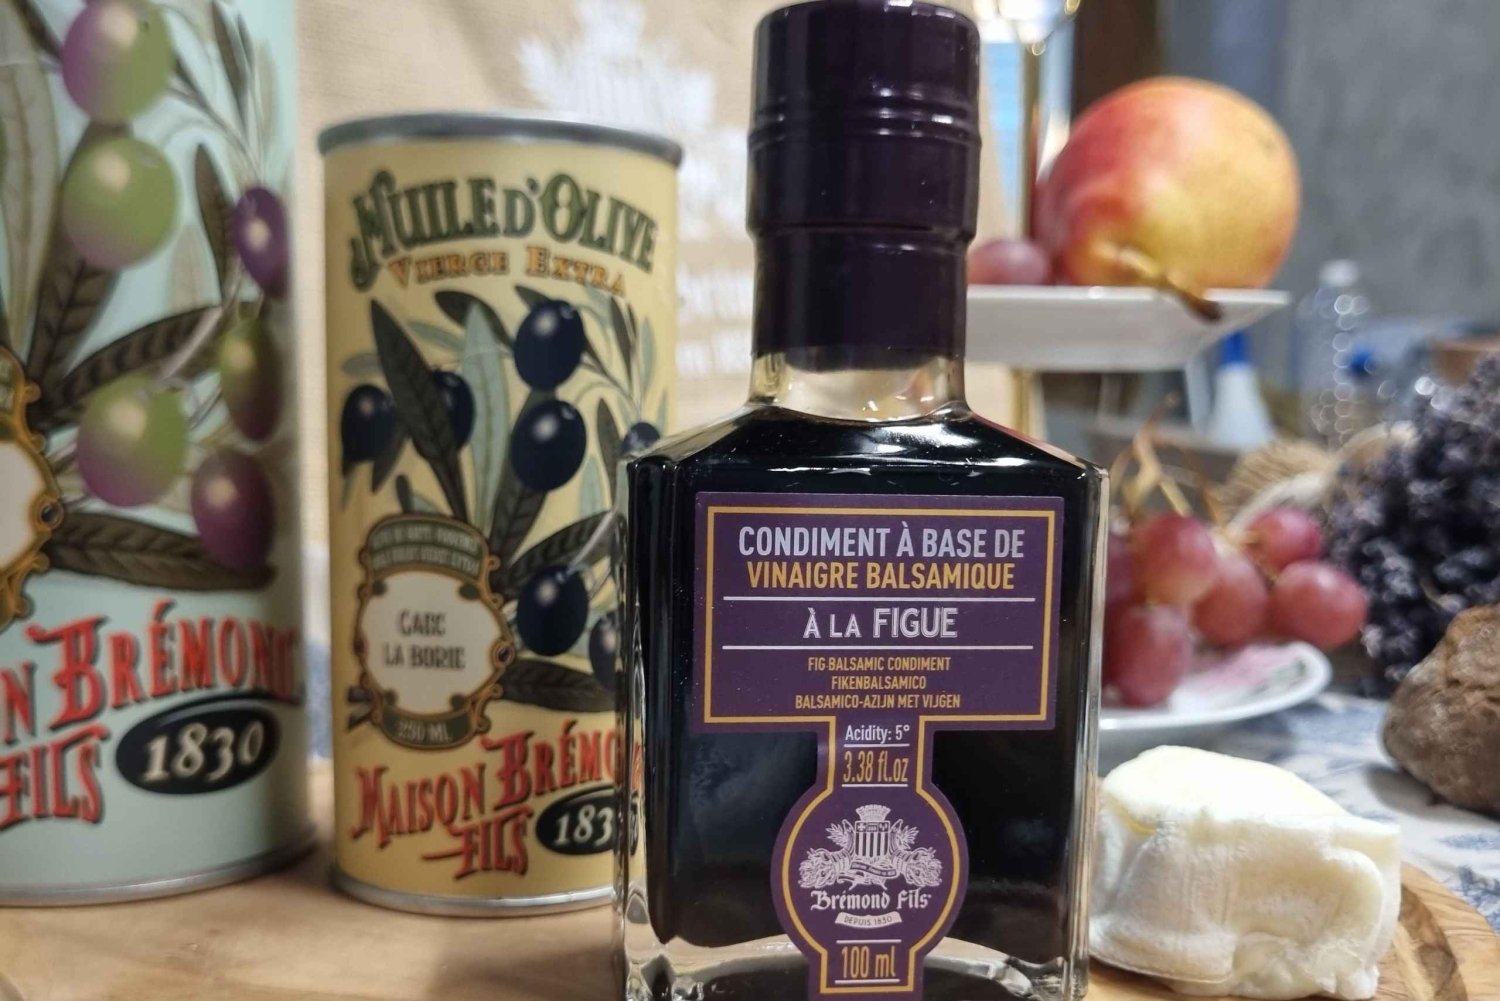 N BRÉMOND
FILS 1830
HUILE D'OLIVE
VIERGE EXTRA
CADE
LA BORIE
250 ML
MAISON BRÉMO
FILS 183
CONDIMENT À BASE DE
VINAIGRE BALSAMIQUE
À LA FIGUE
FIG BALSAMIC CONDIMENT
FIKENBALSAMICO
BALSAMICO-AZIJN MET VIJGEN
Acidity: 5°
3.38 fl.oz
Brémond Fils
DEPUIS 1830
100 ml